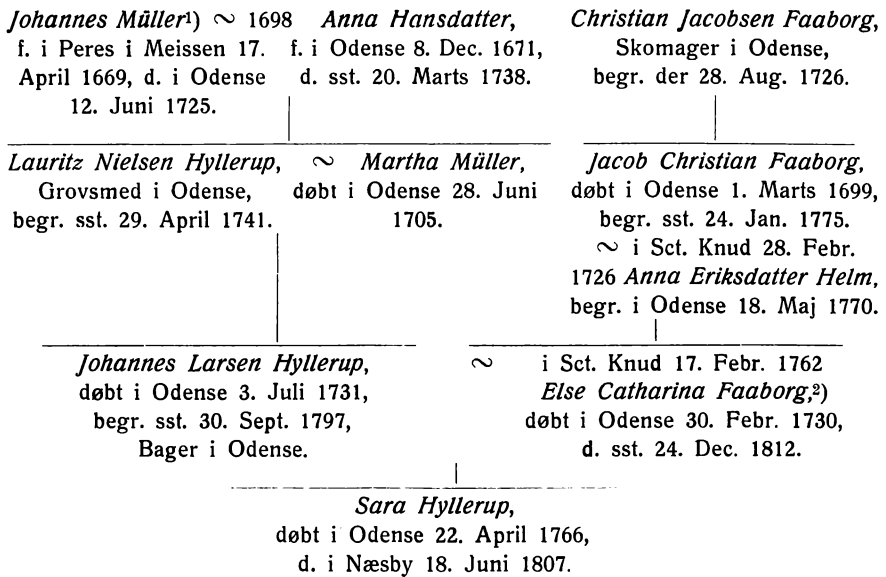 Johannes Müller¹) ∾ 1698
f. i Peres i Meissen 17.
April 1669, d. i Odense
12. Juni 1725.
Anna Hansdatter,
f. i Odense 8. Dec. 1671,
d. sst. 20. Marts 1738.
Christian Jacobsen Faaborg,
Skomager i Odense,
begr. der 28. Aug. 1726.
Lauritz Nielsen Hyllerup,
Grovsmed i Odense,
begr. sst. 29. April 1741.
∾ Martha Müller,
døbt i Odense 28. Juni
1705.
Jacob Christian Faaborg,
døbt i Odense 1. Marts 1699,
begr. sst. 24. Jan. 1775.
∾ i Sct. Knud 28. Febr.
1726 Anna Eriksdatter Helm,
begr. i Odense 18. Maj 1770.
Johannes Larsen Hyllerup,
døbt i Odense 3. Juli 1731,
begr. sst. 30. Sept. 1797,
Bager i Odense.
∾ i Sct. Knud 17. Febr. 1762
Else Catharina Faaborg,²)
døbt i Odense 30. Febr. 1730,
d. sst. 24. Dec. 1812.
Sara Hyllerup,
døbt i Odense 22. April 1766,
d. i Næsby 18. Juni 1807.